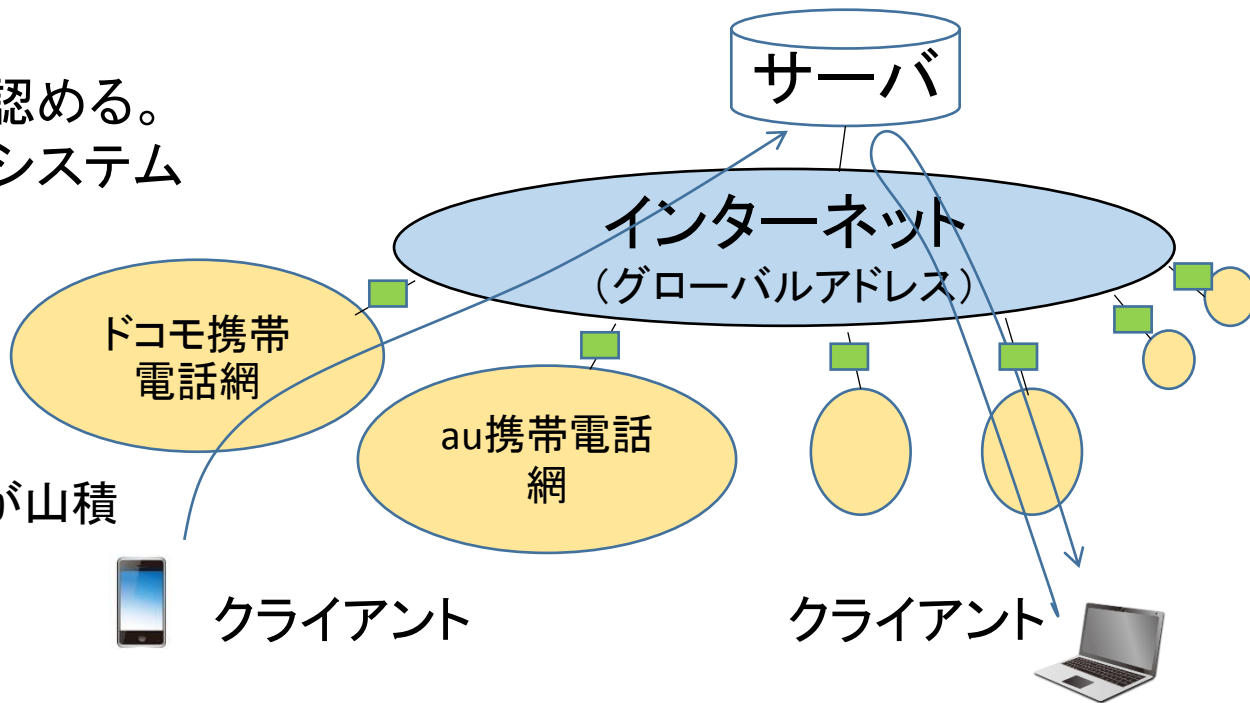 サーバ
認める。
システム
インターネット
（グローバルアドレス）
ドコモ携帯
電話網
au携帯電話
網
が山積
クライアント
クライアント